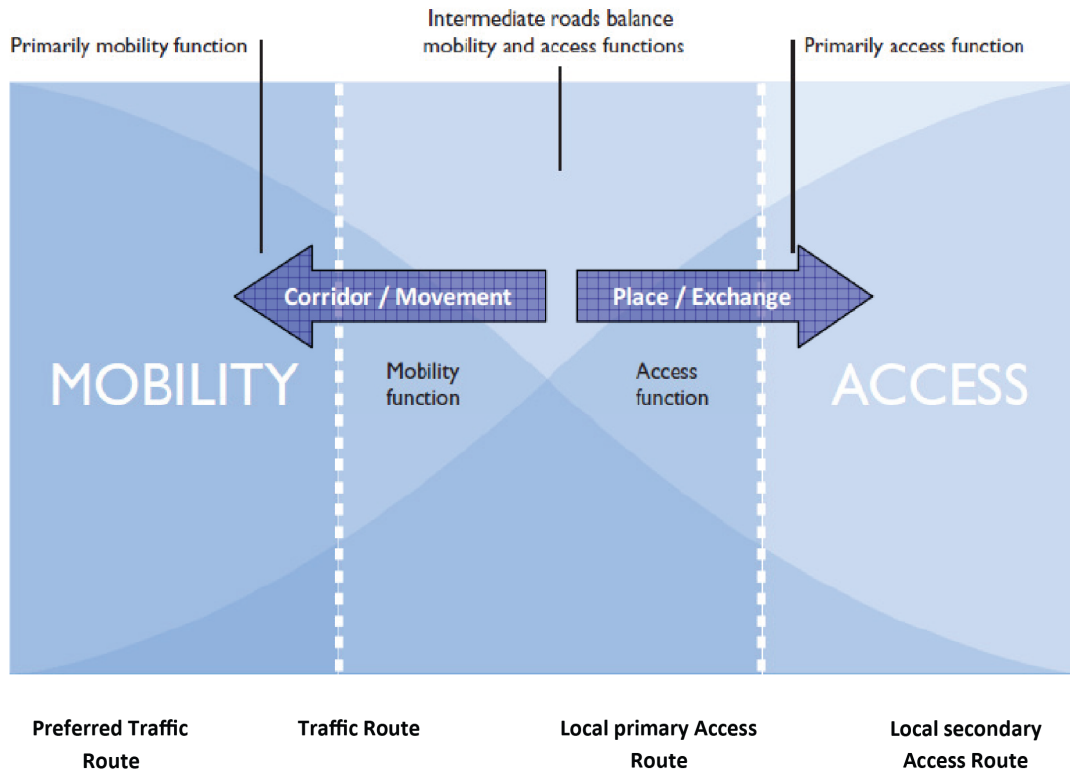 Primarily mobility function
Intermediate roads balance
mobility and access functions
Primarily access function
Corridor / Movement
Place / Exchange
MOBILITY
Mobility
function
Access
function
ACCESS
Preferred Traffic
Route
Traffic Route
Local primary Access
Route
Local secondary
Access Route